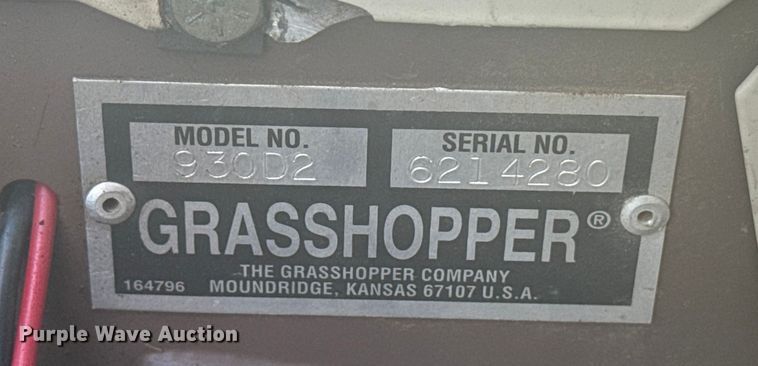 MODEL NO.
930D2
SERIAL NO.
6214280
GRASSHOPPER®
THE GRASSHOPPER COMPANY
164796 MOUNDRIDGE, KANSAS 67107 U.S.A.
Purple Wave Auction